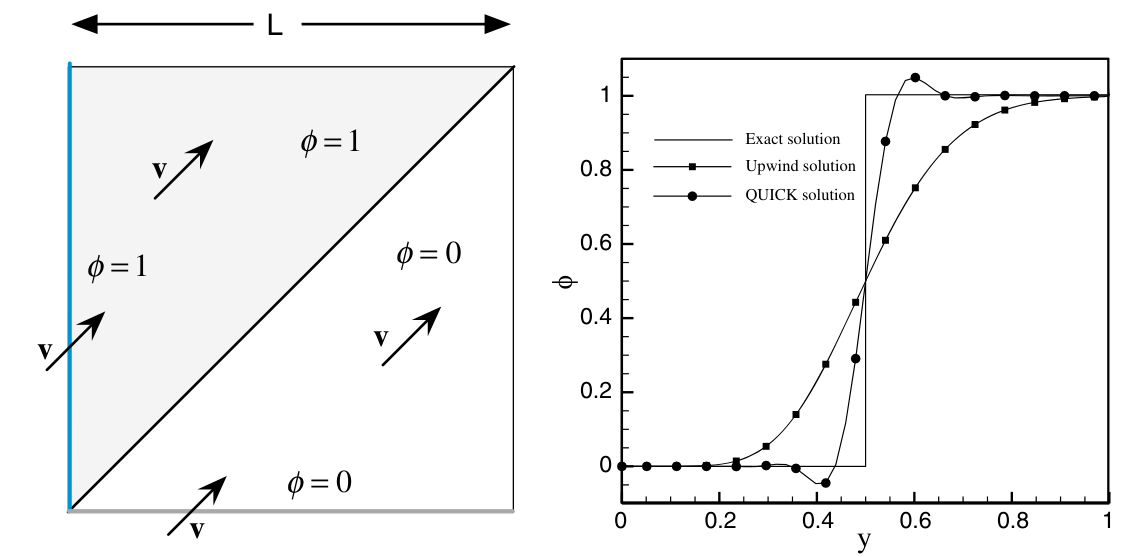 L
ϕ = 1
v
ϕ = 0
ϕ = 1
v
v
ϕ = 0
v
1
0.8
0.6
0.4
0.2
0
ϕ
Exact solution
Upwind solution
QUICK solution
0
0.2
0.4
0.6
0.8
1
y